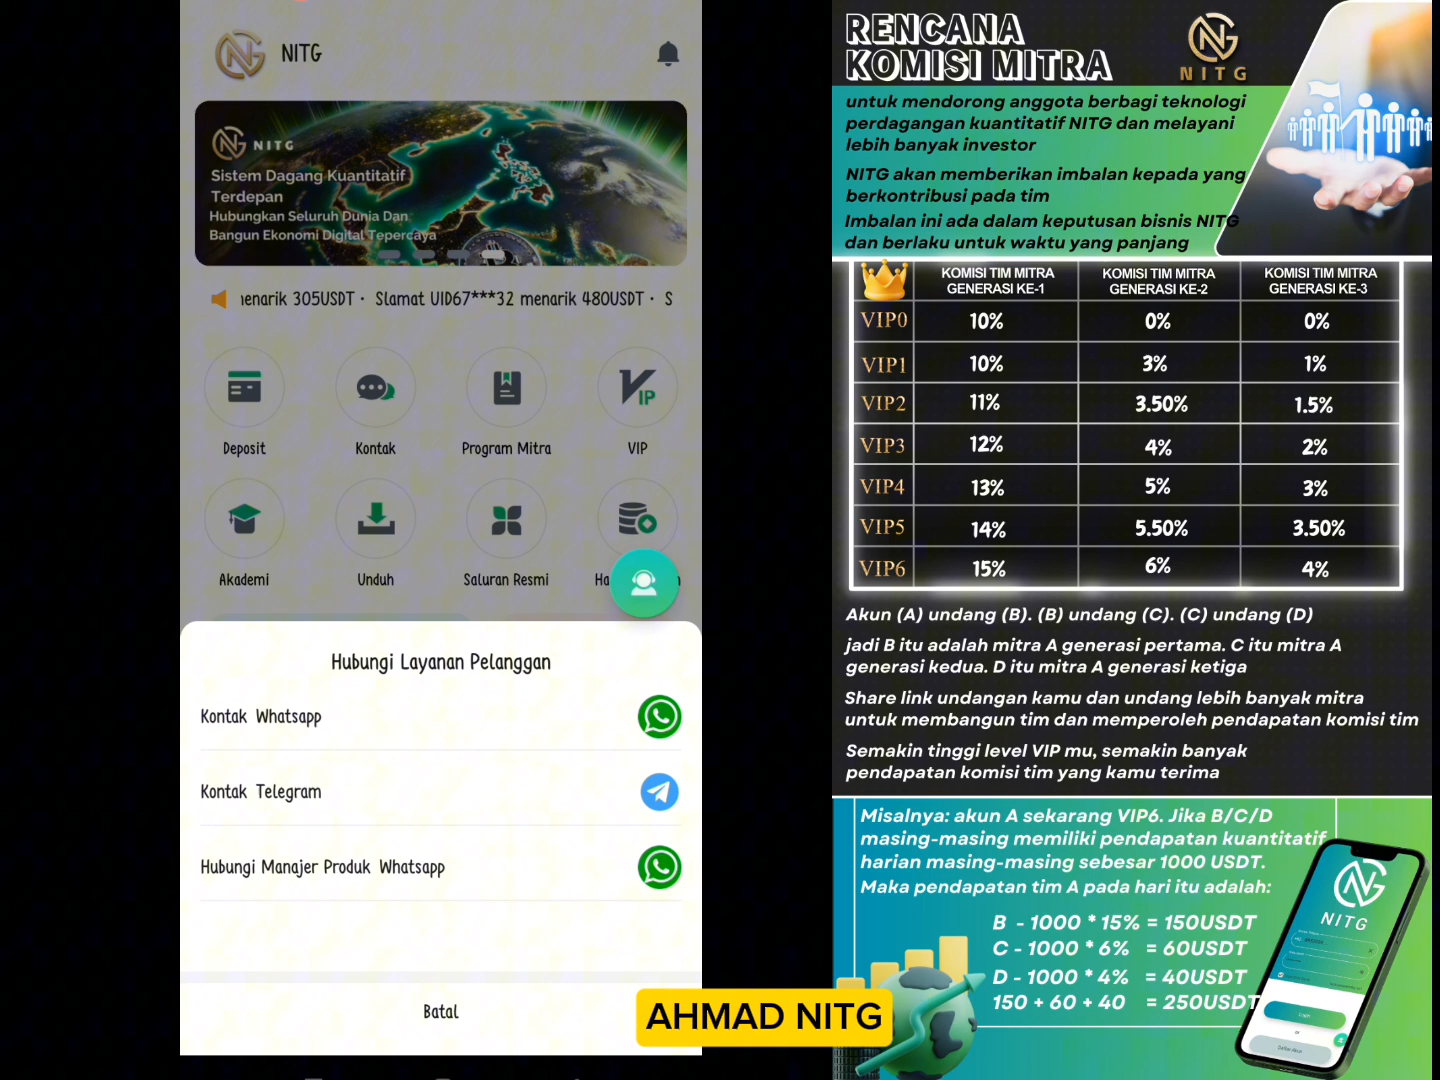 NITG
NITG
Sistem Dagang Kuantitatif
Terdepan
Hubungkan Seluruh Dunia Dan
Bangun Ekonomi Digital Tepercaya
enarik 305USDT · Slamat UID67***32 menarik 480USDT · S
Deposit
Kontak
Program Mitra
VIP
Akademi
Unduh
Saluran Resmi
Hubungi Layanan Pelanggan
Kontak Whatsapp
Kontak Telegram
Hubungi Manajer Produk Whatsapp
Batal
AHMAD NITG
RENCANA
KOMISI MITRA
NITG
untuk mendorong anggota berbagi teknologi
perdagangan kuantitatif NITG dan melayani
lebih banyak investor
NITG akan memberikan imbalan kepada yang
berkontribusi pada tim
Imbalan ini ada dalam keputusan bisnis NITG
dan berlaku untuk waktu yang panjang
KOMISI TIM MITRA GENERASI KE-1
KOMISI TIM MITRA GENERASI KE-2
KOMISI TIM MITRA GENERASI KE-3
VIP0 10% 0% 0%
VIP1 10% 3% 1%
VIP2 11% 3.50% 1.5%
VIP3 12% 4% 2%
VIP4 13% 5% 3%
VIP5 14% 5.50% 3.50%
VIP6 15% 6% 4%
Akun (A) undang (B). (B) undang (C). (C) undang (D)
jadi B itu adalah mitra A generasi pertama. C itu mitra A
generasi kedua. D itu mitra A generasi ketiga
Share link undangan kamu dan undang lebih banyak mitra
untuk membangun tim dan memperoleh pendapatan komisi tim
Semakin tinggi level VIP mu, semakin banyak
pendapatan komisi tim yang kamu terima
Misalnya: akun A sekarang VIP6. Jika B/C/D
masing-masing memiliki pendapatan kuantitatif
harian masing-masing sebesar 1000 USDT.
Maka pendapatan tim A pada hari itu adalah:
B - 1000 * 15% = 150USDT
C - 1000 * 6% = 60USDT
D - 1000 * 4% = 40USDT
150 + 60 + 40 = 250USDT
NITG
Login